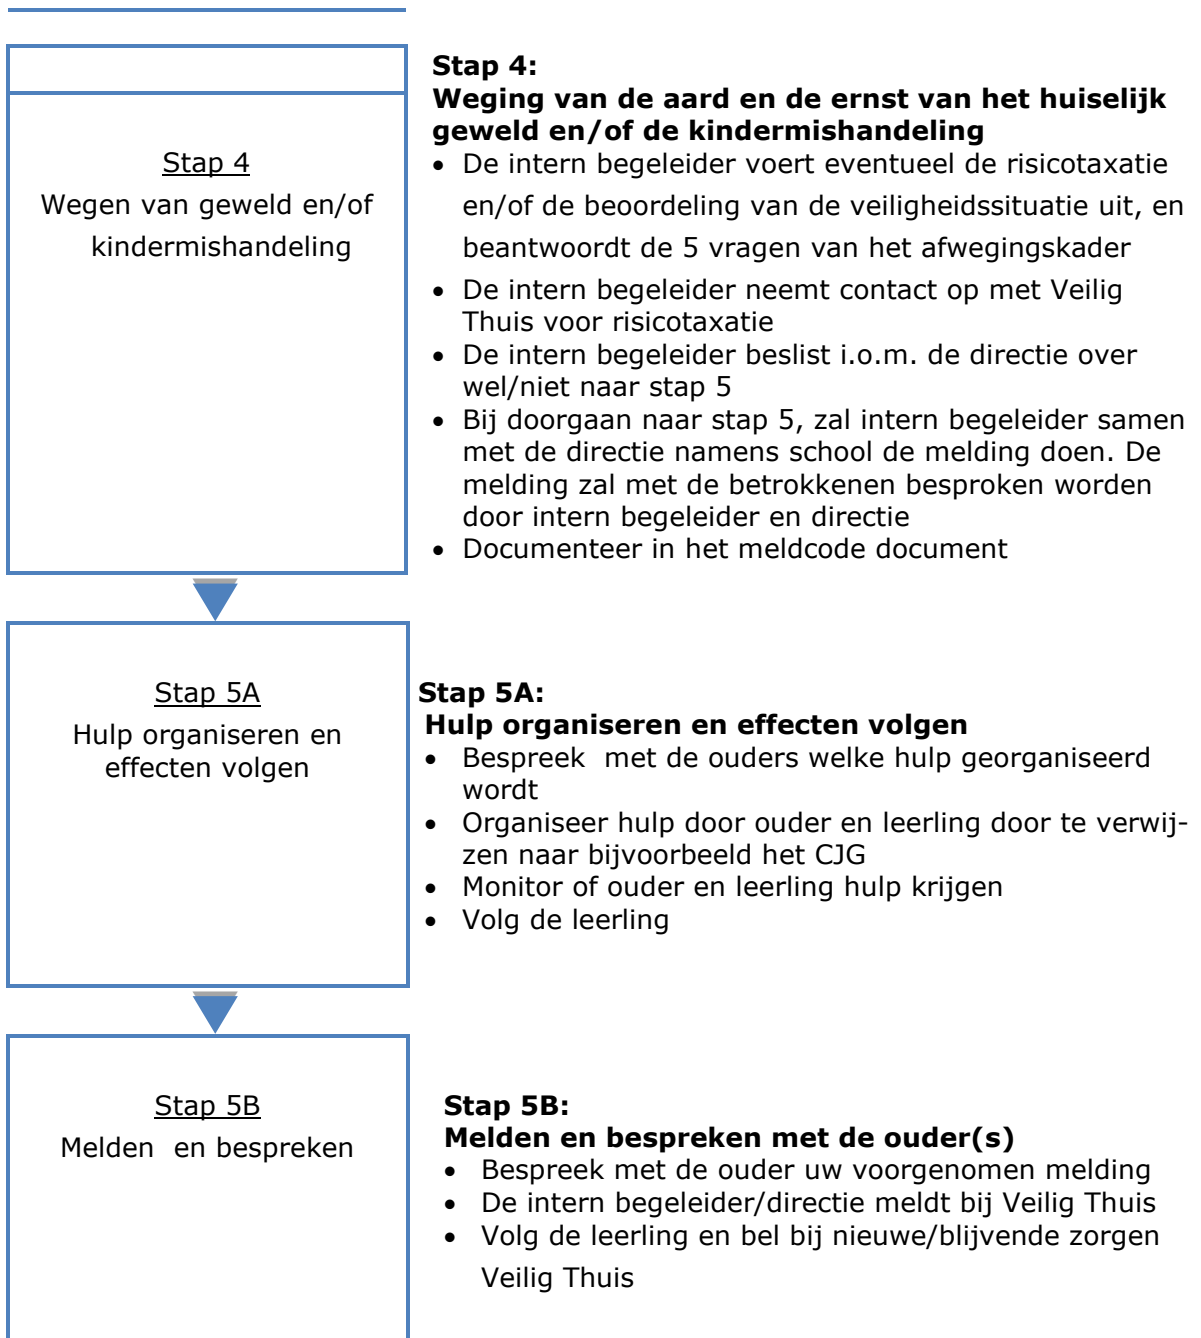 Stap 4
Wegen van geweld en/of
kindermishandeling
Stap 4:
Weging van de aard en de ernst van het huiselijk
geweld en/of de kindermishandeling
• De intern begeleider voert eventueel de risicotaxatie
en/of de beoordeling van de veiligheidssituatie uit, en
beantwoordt de 5 vragen van het afwegingskader
• De intern begeleider neemt contact op met Veilig
Thuis voor risicotaxatie
• De intern begeleider beslist i.o.m. de directie over
wel/niet naar stap 5
• Bij doorgaan naar stap 5, zal intern begeleider samen
met de directie namens school de melding doen. De
melding zal met de betrokkenen besproken worden
door intern begeleider en directie
• Documenteer in het meldcode document
Stap 5A
Hulp organiseren en
effecten volgen
Stap 5A:
Hulp organiseren en effecten volgen
• Bespreek met de ouders welke hulp georganiseerd
wordt
• Organiseer hulp door ouder en leerling door te verwij-
zen naar bijvoorbeeld het CJG
• Monitor of ouder en leerling hulp krijgen
• Volg de leerling
Stap 5B
Melden en bespreken
Stap 5B:
Melden en bespreken met de ouder(s)
• Bespreek met de ouder uw voorgenomen melding
• De intern begeleider/directie meldt bij Veilig Thuis
• Volg de leerling en bel bij nieuwe/blijvende zorgen
Veilig Thuis